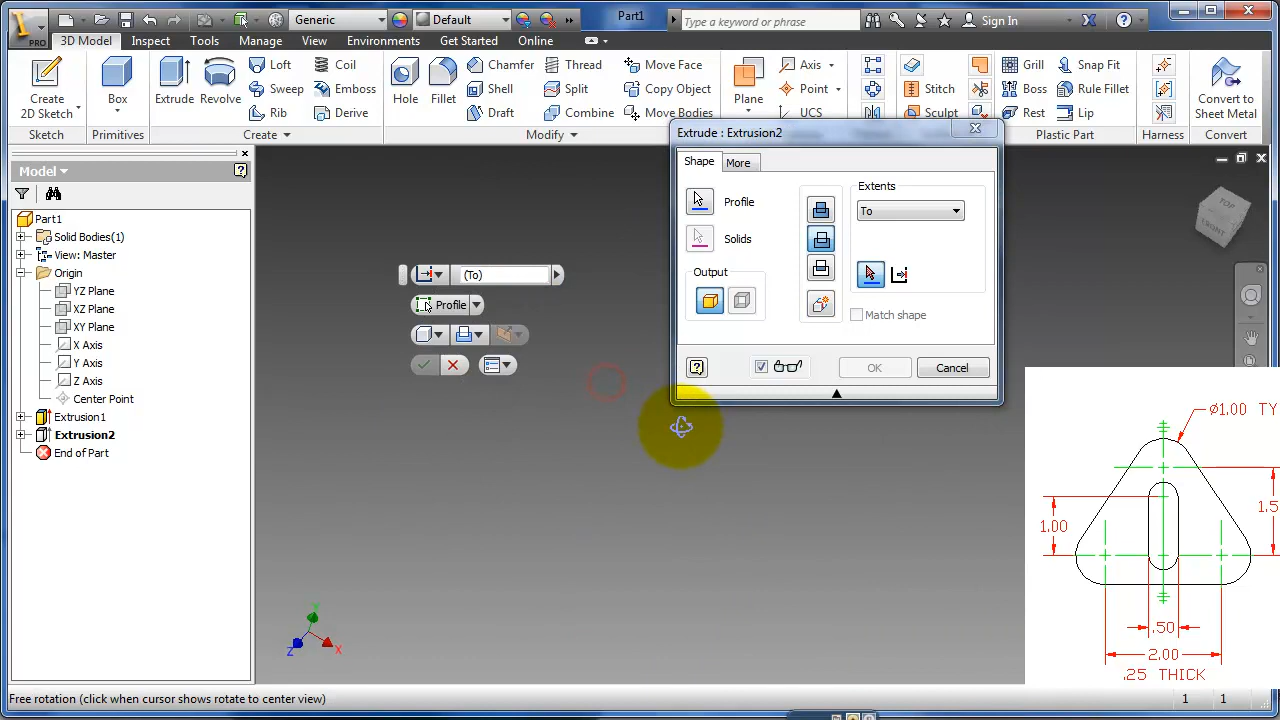 Generic
Default
Part1
Type a keyword or phrase
Sign In
PRO
3D Model
Inspect
Tools
Manage
View
Environments
Get Started
Online
Create
2D Sketch
Box
Extrude
Revolve
Loft
Sweep
Rib
Coil
Emboss
Derive
Hole
Fillet
Chamfer
Shell
Draft
Thread
Split
Combine
Move Face
Copy Object
Move Bodies
Plane
Axis
Point
UCS
Stitch
Sculpt
Grill
Boss
Rest
Snap Fit
Rule Fillet
Lip
Convert to
Sheet Metal
Sketch
Primitives
Create
Modify
Plastic Part
Harness
Convert
Model
Part1
Solid Bodies(1)
View: Master
Origin
YZ Plane
XZ Plane
XY Plane
X Axis
Y Axis
Z Axis
Center Point
Extrusion1
Extrusion2
End of Part
(To)
Profile
Extrude : Extrusion2
Shape
More
Profile
Solids
Output
Extents
To
Match shape
OK
Cancel
TOP
FRONT
Y
Z
X
ø1.00 TY
1.5
1.00
.50
2.00
.25 THICK
Free rotation (click when cursor shows rotate to center view)
1
1